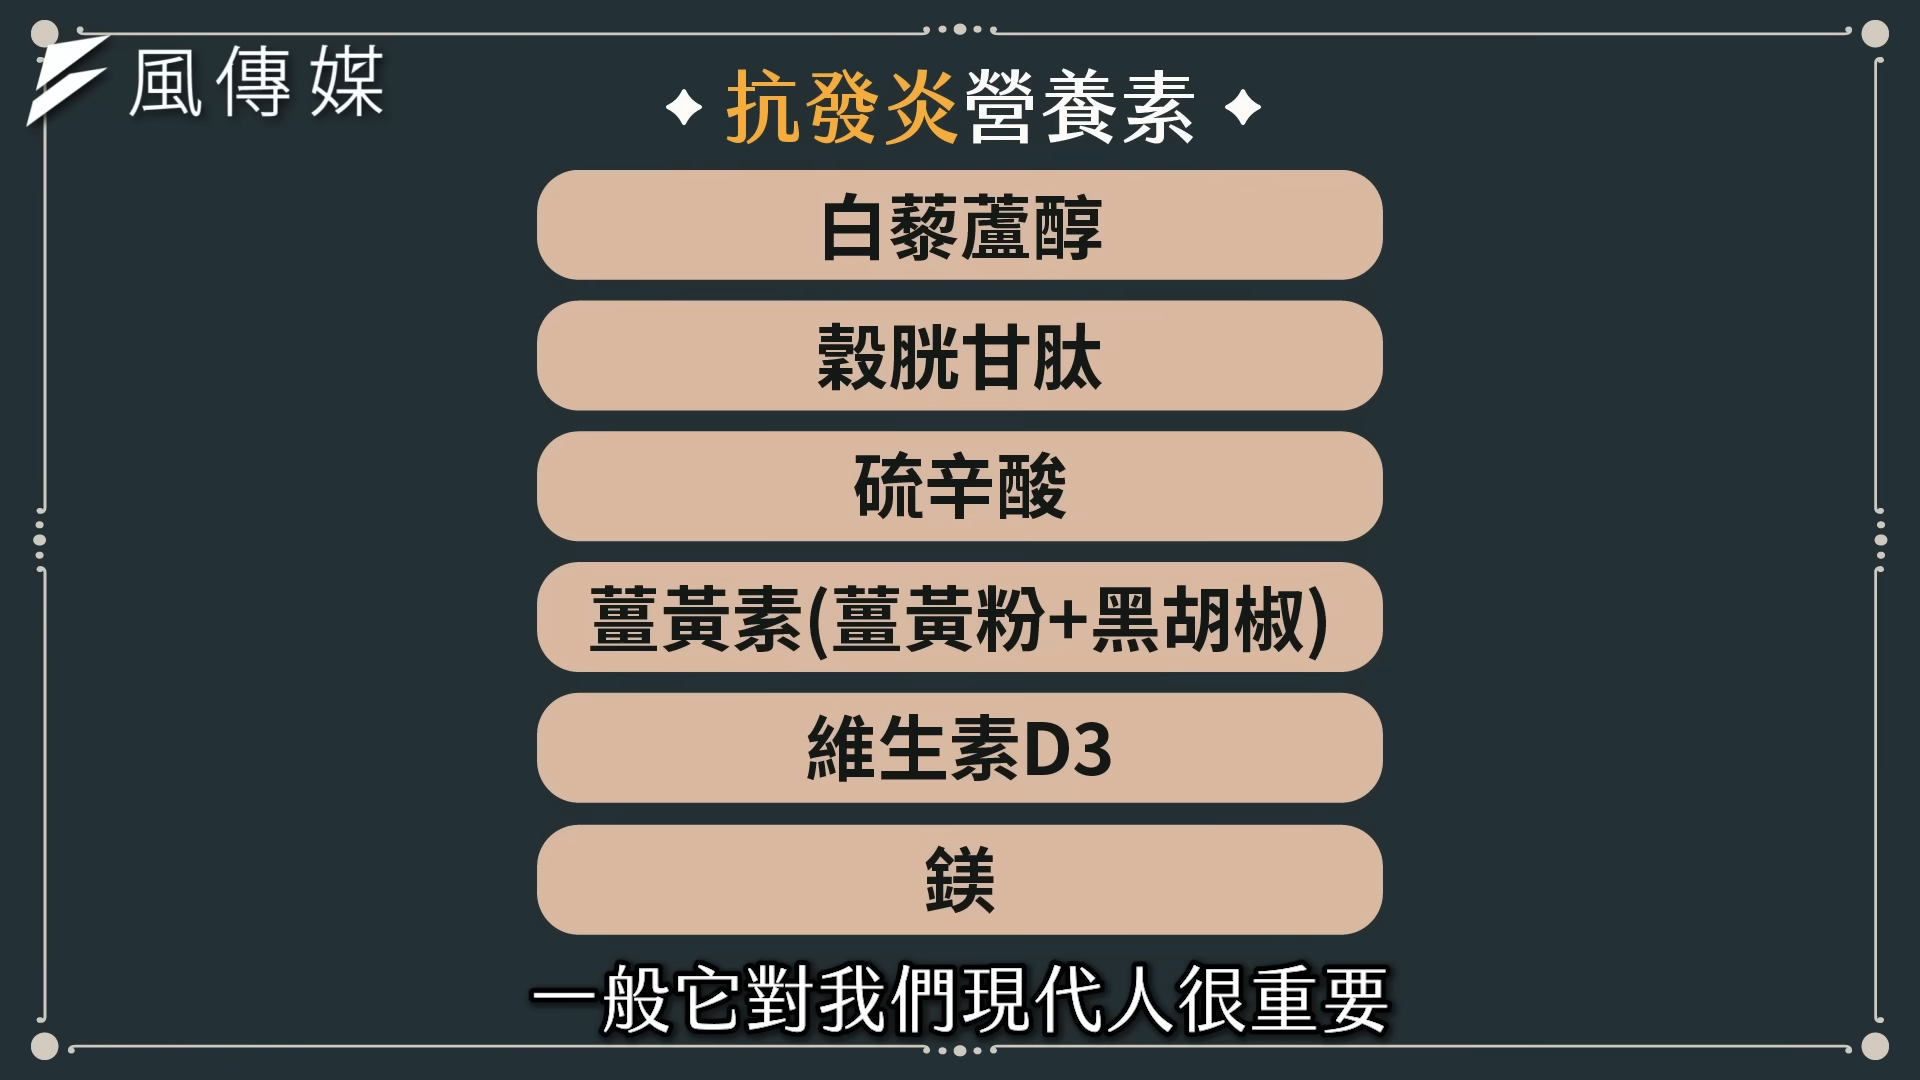 風傳媒
抗發炎營養素
白藜蘆醇
穀胱甘肽
硫辛酸
薑黃素(薑黃粉+黑胡椒)
維生素D3
鎂
一般它對我們現代人很重要